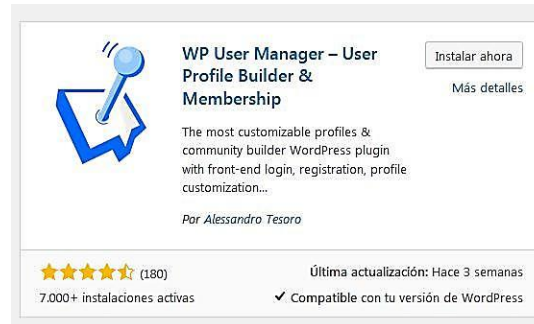 WP User Manager – User
Profile Builder &
Membership
Instalar ahora
Más detalles
The most customizable profiles &
community builder WordPress plugin
with front-end login, registration, profile
customization...
Por Alessandro Tesoro
(180)
Última actualización: Hace 3 semanas
7.000+ instalaciones activas
✓ Compatible con tu versión de WordPress